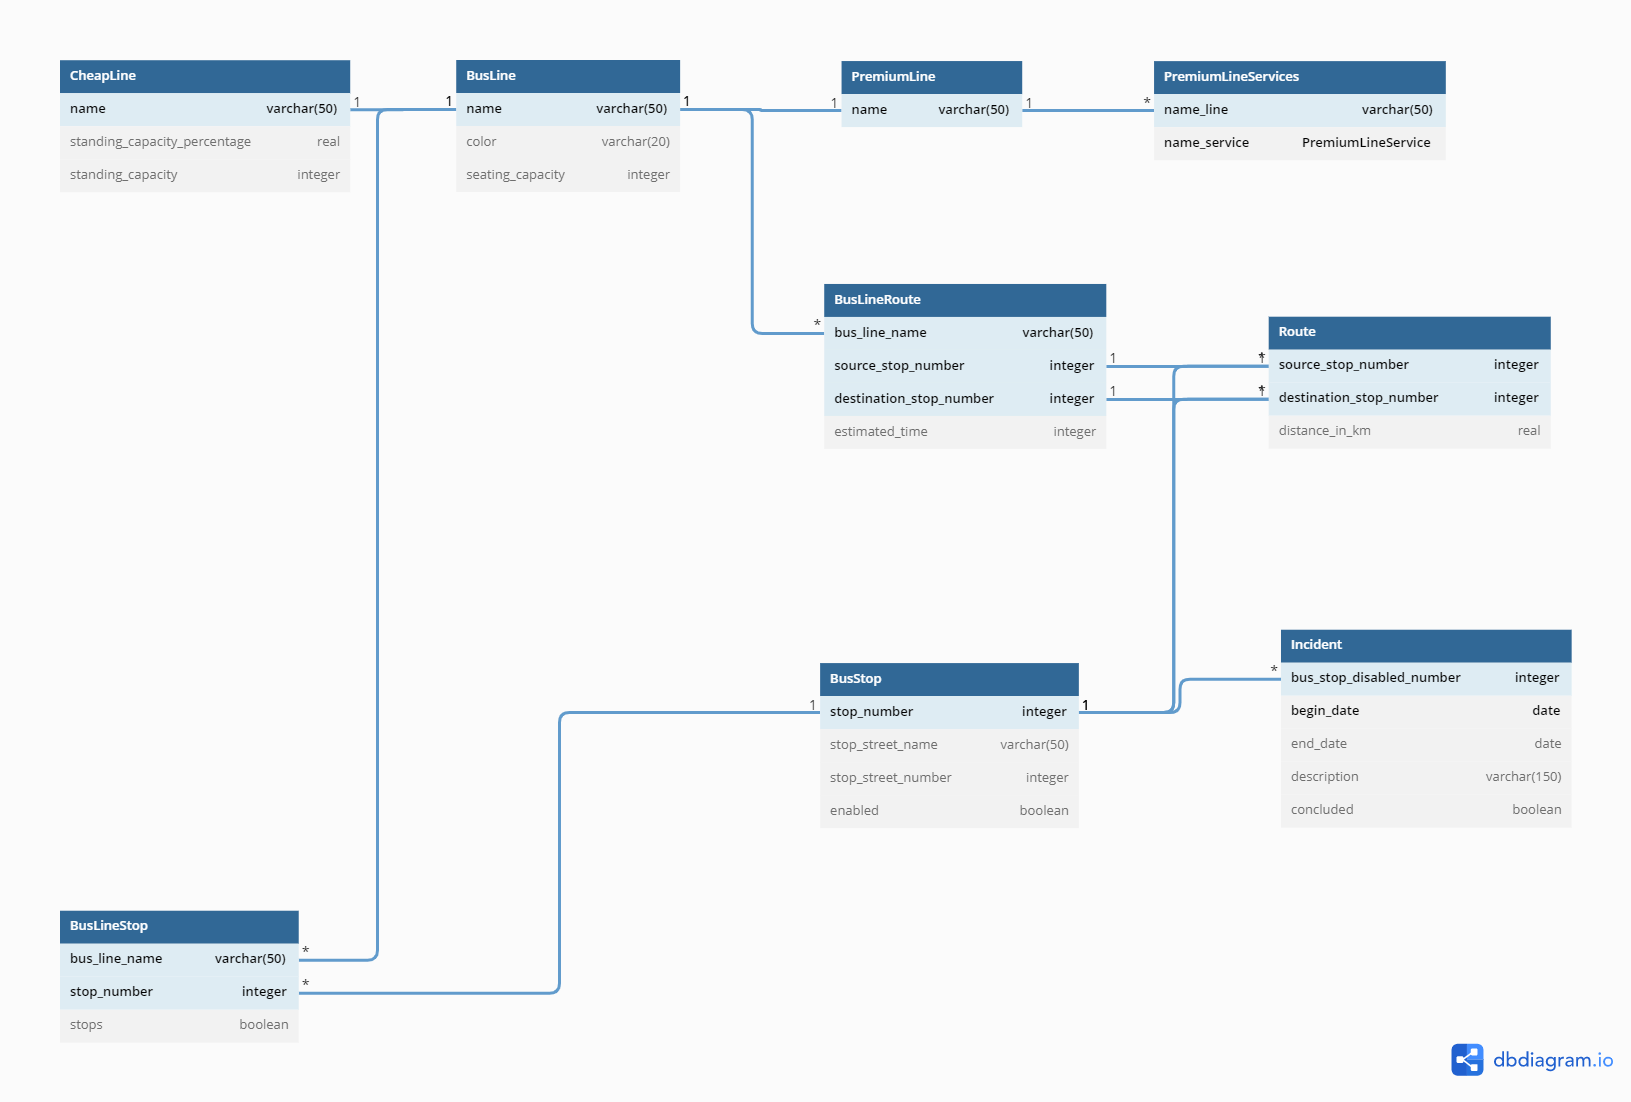 CheapLine
name varchar(50)
standing_capacity_percentage real
standing_capacity integer
1
1
BusLine
name varchar(50)
color varchar(20)
seating_capacity integer
1
1
PremiumLine
name varchar(50)
1
*
PremiumLineServices
name_line varchar(50)
name_service PremiumLineService
*
BusLineRoute
bus_line_name varchar(50)
source_stop_number integer
destination_stop_number integer
estimated_time integer
1
1
*
1
*
1
Route
source_stop_number integer
destination_stop_number integer
distance_in_km real
1
BusStop
stop_number integer
stop_street_name varchar(50)
stop_street_number integer
enabled boolean
1
*
Incident
bus_stop_disabled_number integer
begin_date date
end_date date
description varchar(150)
concluded boolean
BusLineStop
bus_line_name varchar(50)
stop_number integer
stops boolean
*
*
dbdiagram.io